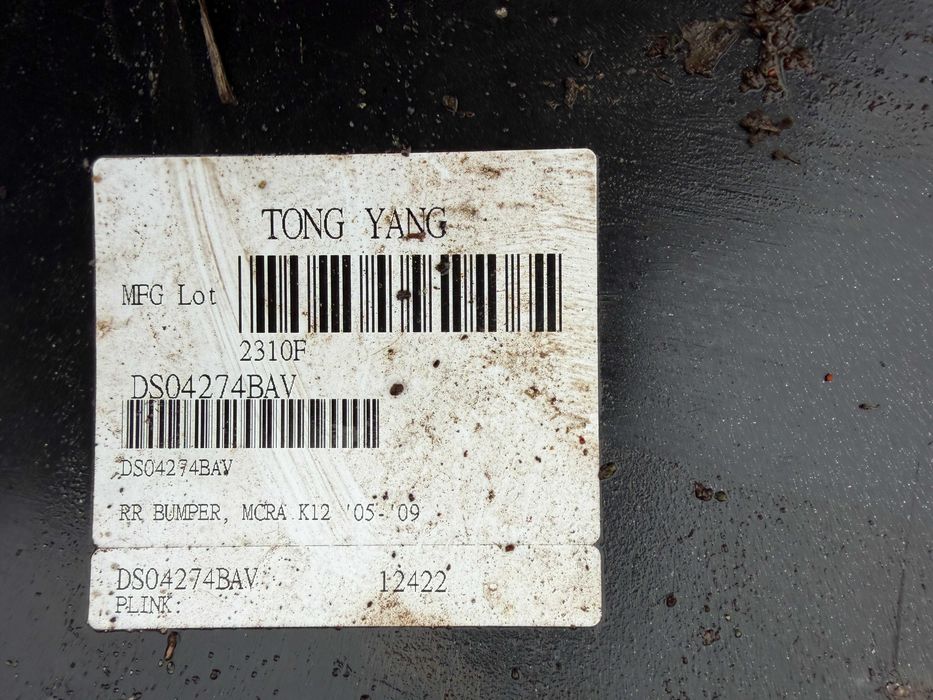 TONG YANG
MFG Lot
2310F
DS04274BAV
DS04274BAV
RR BUMPER, MCRA K12 '05-'09
DS04274BAV 12422
PLINK: